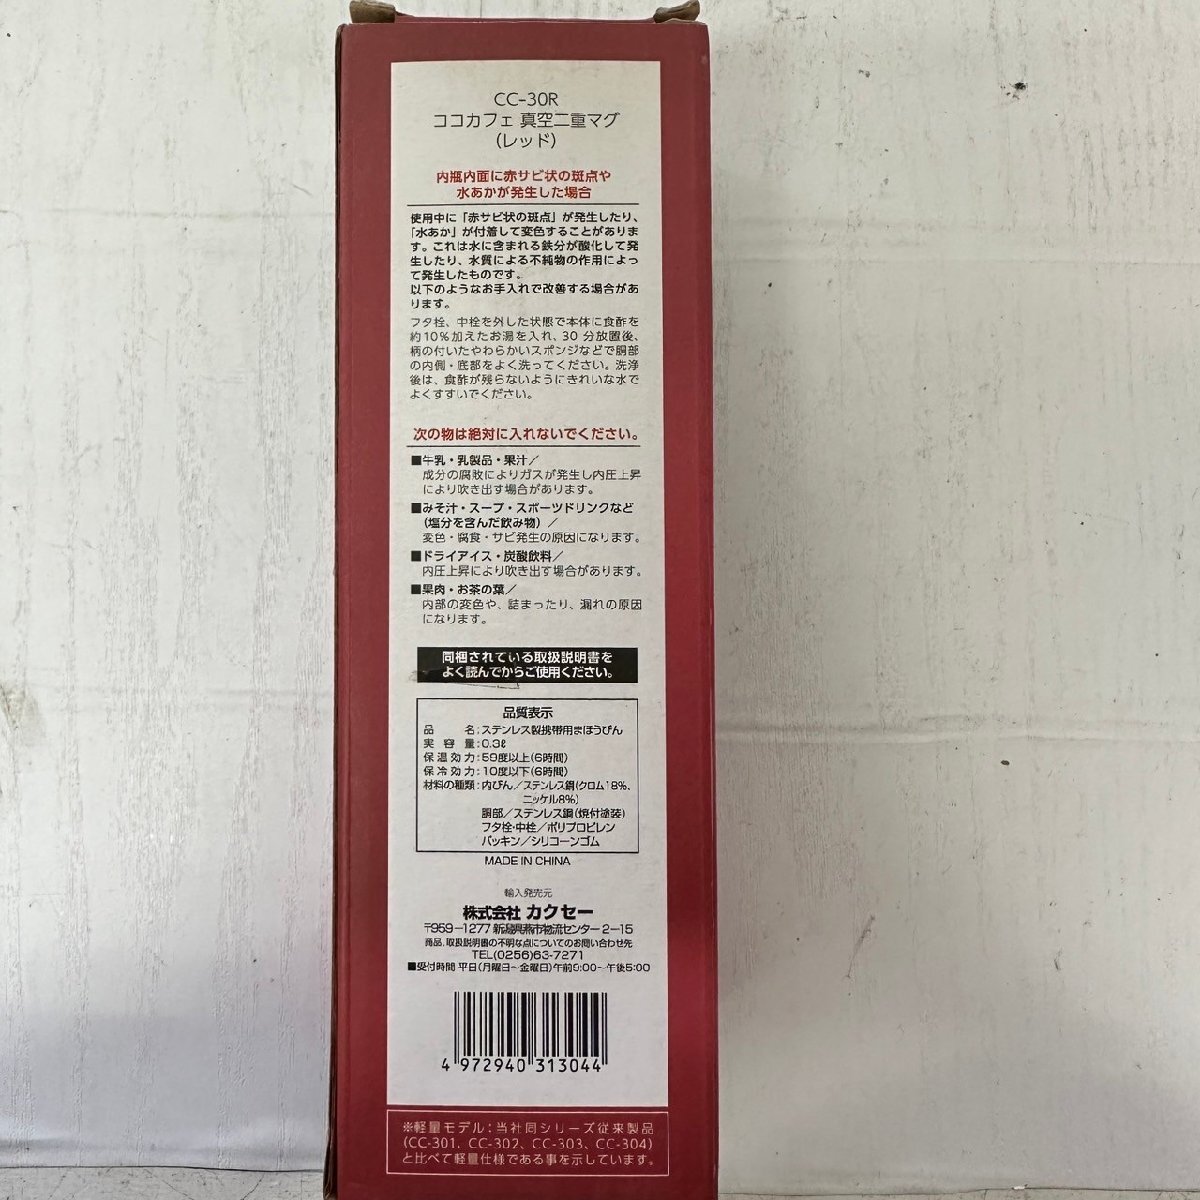 CC-30R
ココカフェ 真空二重マグ
(レッド)
内瓶内面に赤サビ状の斑点や
水あかが発生した場合
使用中に「赤サビ状の斑点」が発生したり、
「水あか」が付着して変色することがありま
す。これは水に含まれる鉄分が酸化して発
生したり、水質による不純物の作用によっ
て発生したものです。
以下のようなお手入れで改善する場合があ
ります。
フタ栓、中栓を外した状態で本体に食酢を
約10%加えたお湯を入れ、30分放置後、
柄の付いたやわらかいスポンジなどで胴部
の内側・底部をよく洗ってください。洗浄
後は、食酢が残らないようにきれいな水で
よくすすいでください。
次の物は絶対に入れないでください。
■牛乳・乳製品・果汁／
成分の腐敗によりガスが発生し内圧上昇
により吹き出す場合があります。
■みそ汁・スープ・スポーツドリンクなど
(塩分を含んだ飲み物)／
変色・腐食・サビ発生の原因になります。
■ドライアイス・炭酸飲料／
内圧上昇により吹き出す場合があります。
■果肉・お茶の葉／
内部の変色や、詰まったり、漏れの原因
になります。
同梱されている取扱説明書を
よく読んでからご使用ください。
品質表示
品 名:ステンレス製携帯用まほうびん
実容量:0.3ℓ
保温効力:59度以上(6時間)
保冷効力:10度以下(6時間)
材料の種類:内びん／ステンレス鋼(クロム18%、
ニッケル8%)
胴部／ステンレス鋼(焼付塗装)
フタ栓・中栓／ポリプロピレン
パッキン／シリコーンゴム
MADE IN CHINA
輸入発売元
株式会社 カクセー
〒959-1277 新潟県燕市物流センター2-15
商品、取扱説明書の不明な点についてのお問い合わせ先
TEL(0256)63-7271
■受付時間 平日(月曜日~金曜日)午前9:00~午後5:00
4 972940 313044
※軽量モデル:当社同シリーズ従来製品
(CC-301、CC-302、CC-303、CC-304)
と比べて軽量仕様である事を示しています。